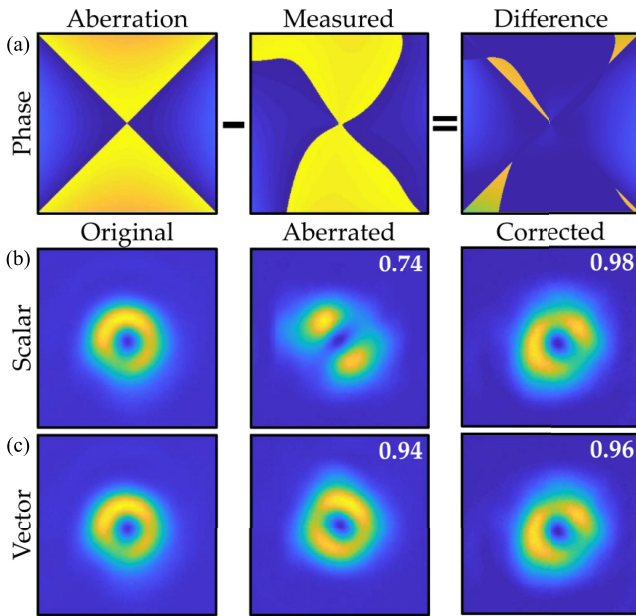 Aberration Measured Difference
(a) Phase - =
Original Aberrated Corrected
(b) Scalar 0.74 0.98
(c) Vector 0.94 0.96